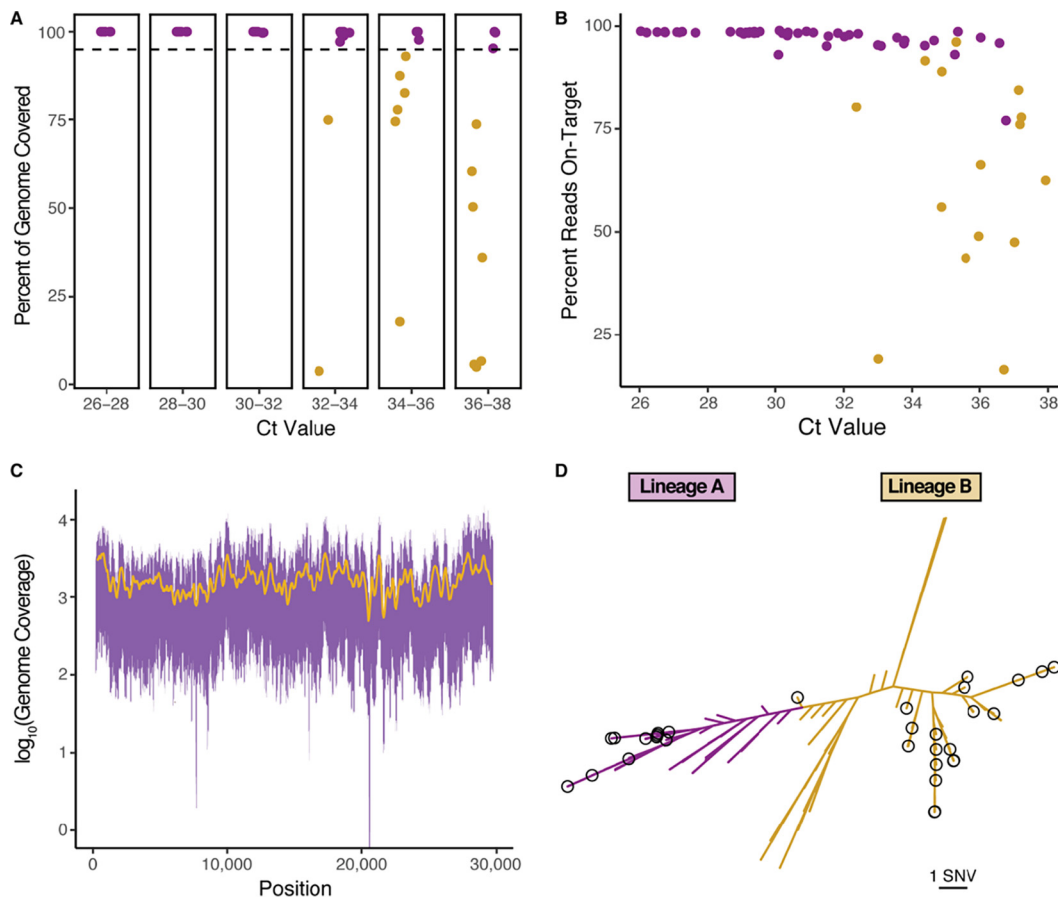 A
Percent of Genome Covered
100
75
50
25
0
26–28
28–30
30–32
32–34
34–36
36–38
Ct Value
B
Percent Reads On-Target
100
75
50
25
26
28
30
32
34
36
38
Ct Value
C
log10(Genome Coverage)
4
3
2
1
0
0
10,000
20,000
30,000
Position
D
Lineage A
Lineage B
1 SNV